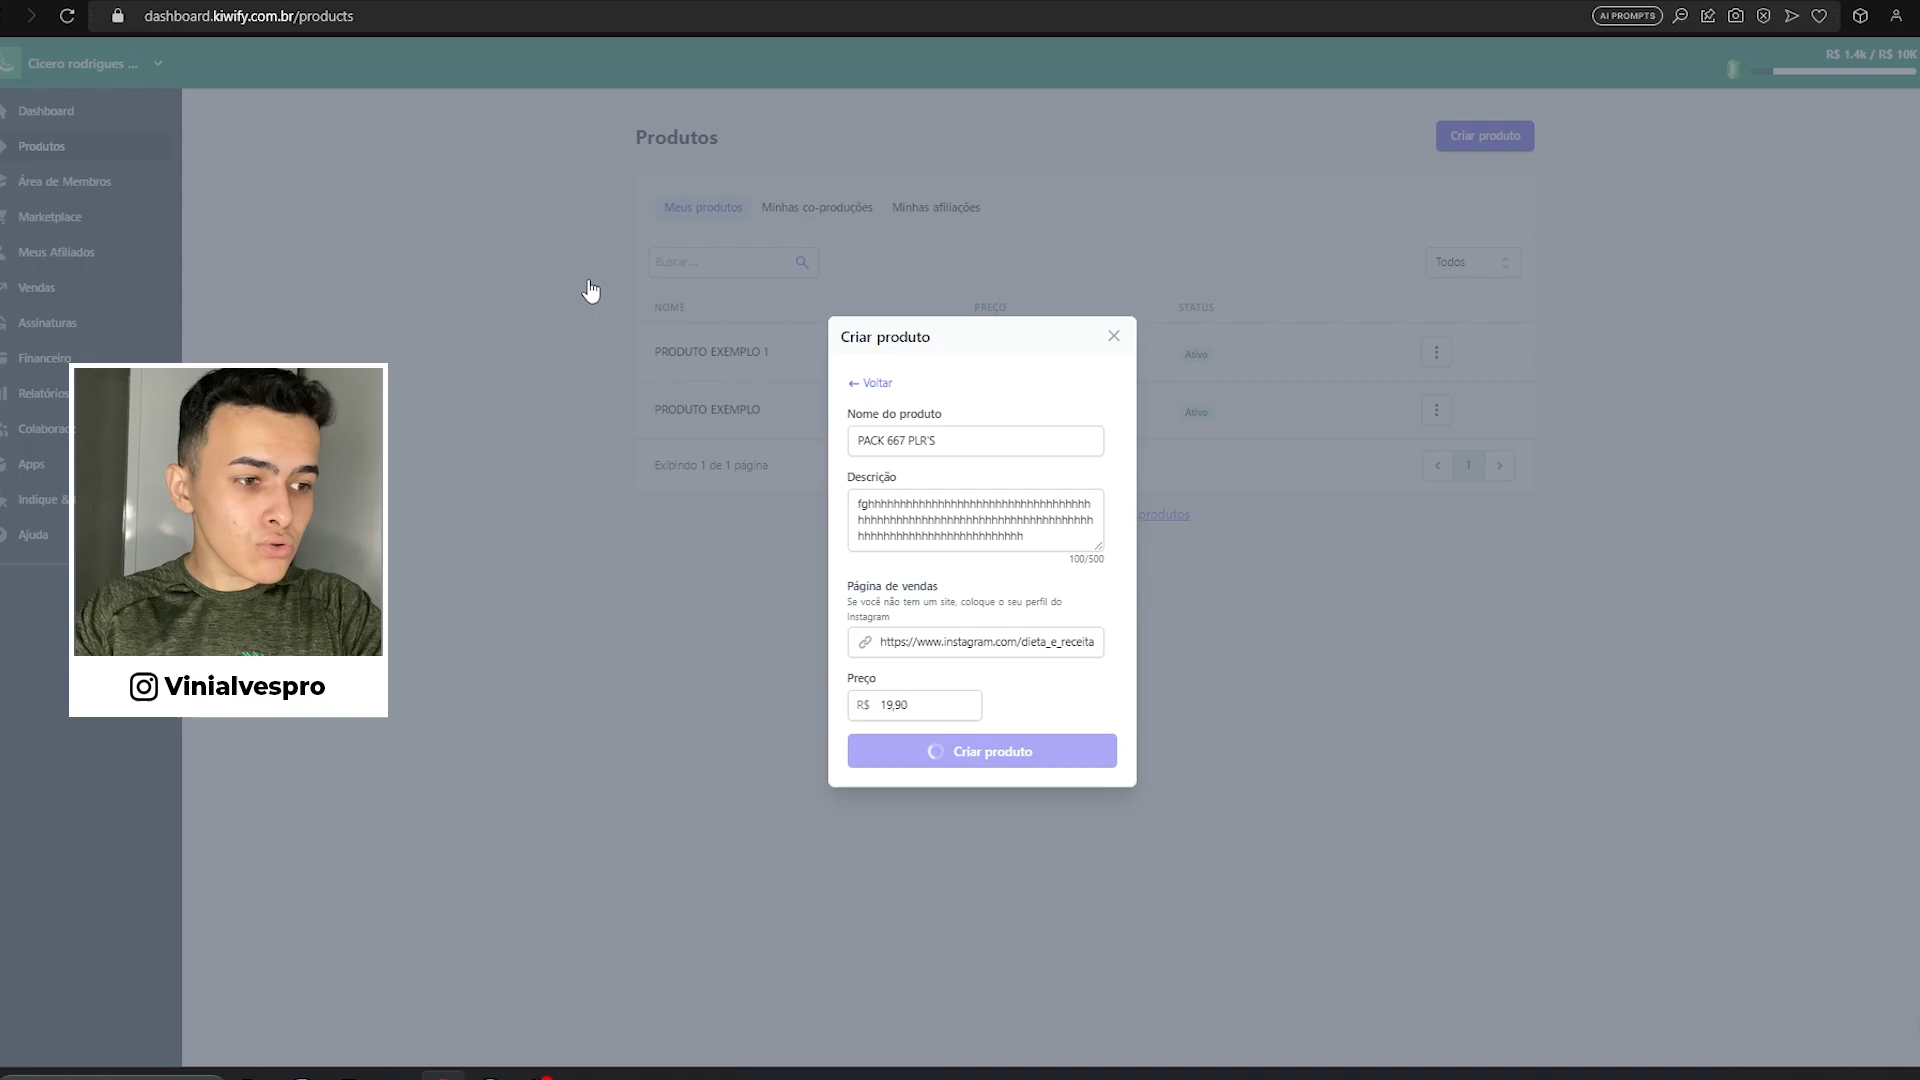 dashboard.kiwify.com.br/products
AI PROMPTS
Cicero rodrigues ...
R$ 1.4k / R$ 10K
Dashboard
Produtos
Área de Membros
Marketplace
Meus Afiliados
Vendas
Assinaturas
Financeiro
Relatórios
Colaborad
Apps
Indique &
Ajuda
Produtos
Criar produto
Meus produtos
Minhas co-produções
Minhas afiliações
Buscar...
Todos
NOME
PREÇO
STATUS
PRODUTO EXEMPLO 1
Ativo
PRODUTO EXEMPLO
Ativo
Exibindo 1 de 1 página
1
produtos
Criar produto
← Voltar
Nome do produto
PACK 667 PLR'S
Descrição
fghhhhhhhhhhhhhhhhhhhhhhhhhhhhhhhhhhh
hhhhhhhhhhhhhhhhhhhhhhhhhhhhhhhhhhhhh
hhhhhhhhhhhhhhhhhhhhhhhhhh
100/500
Página de vendas
Se você não tem um site, coloque o seu perfil do
Instagram
https://www.instagram.com/dieta_e_receita
Preço
R$ 19,90
Criar produto
Vinialvespro